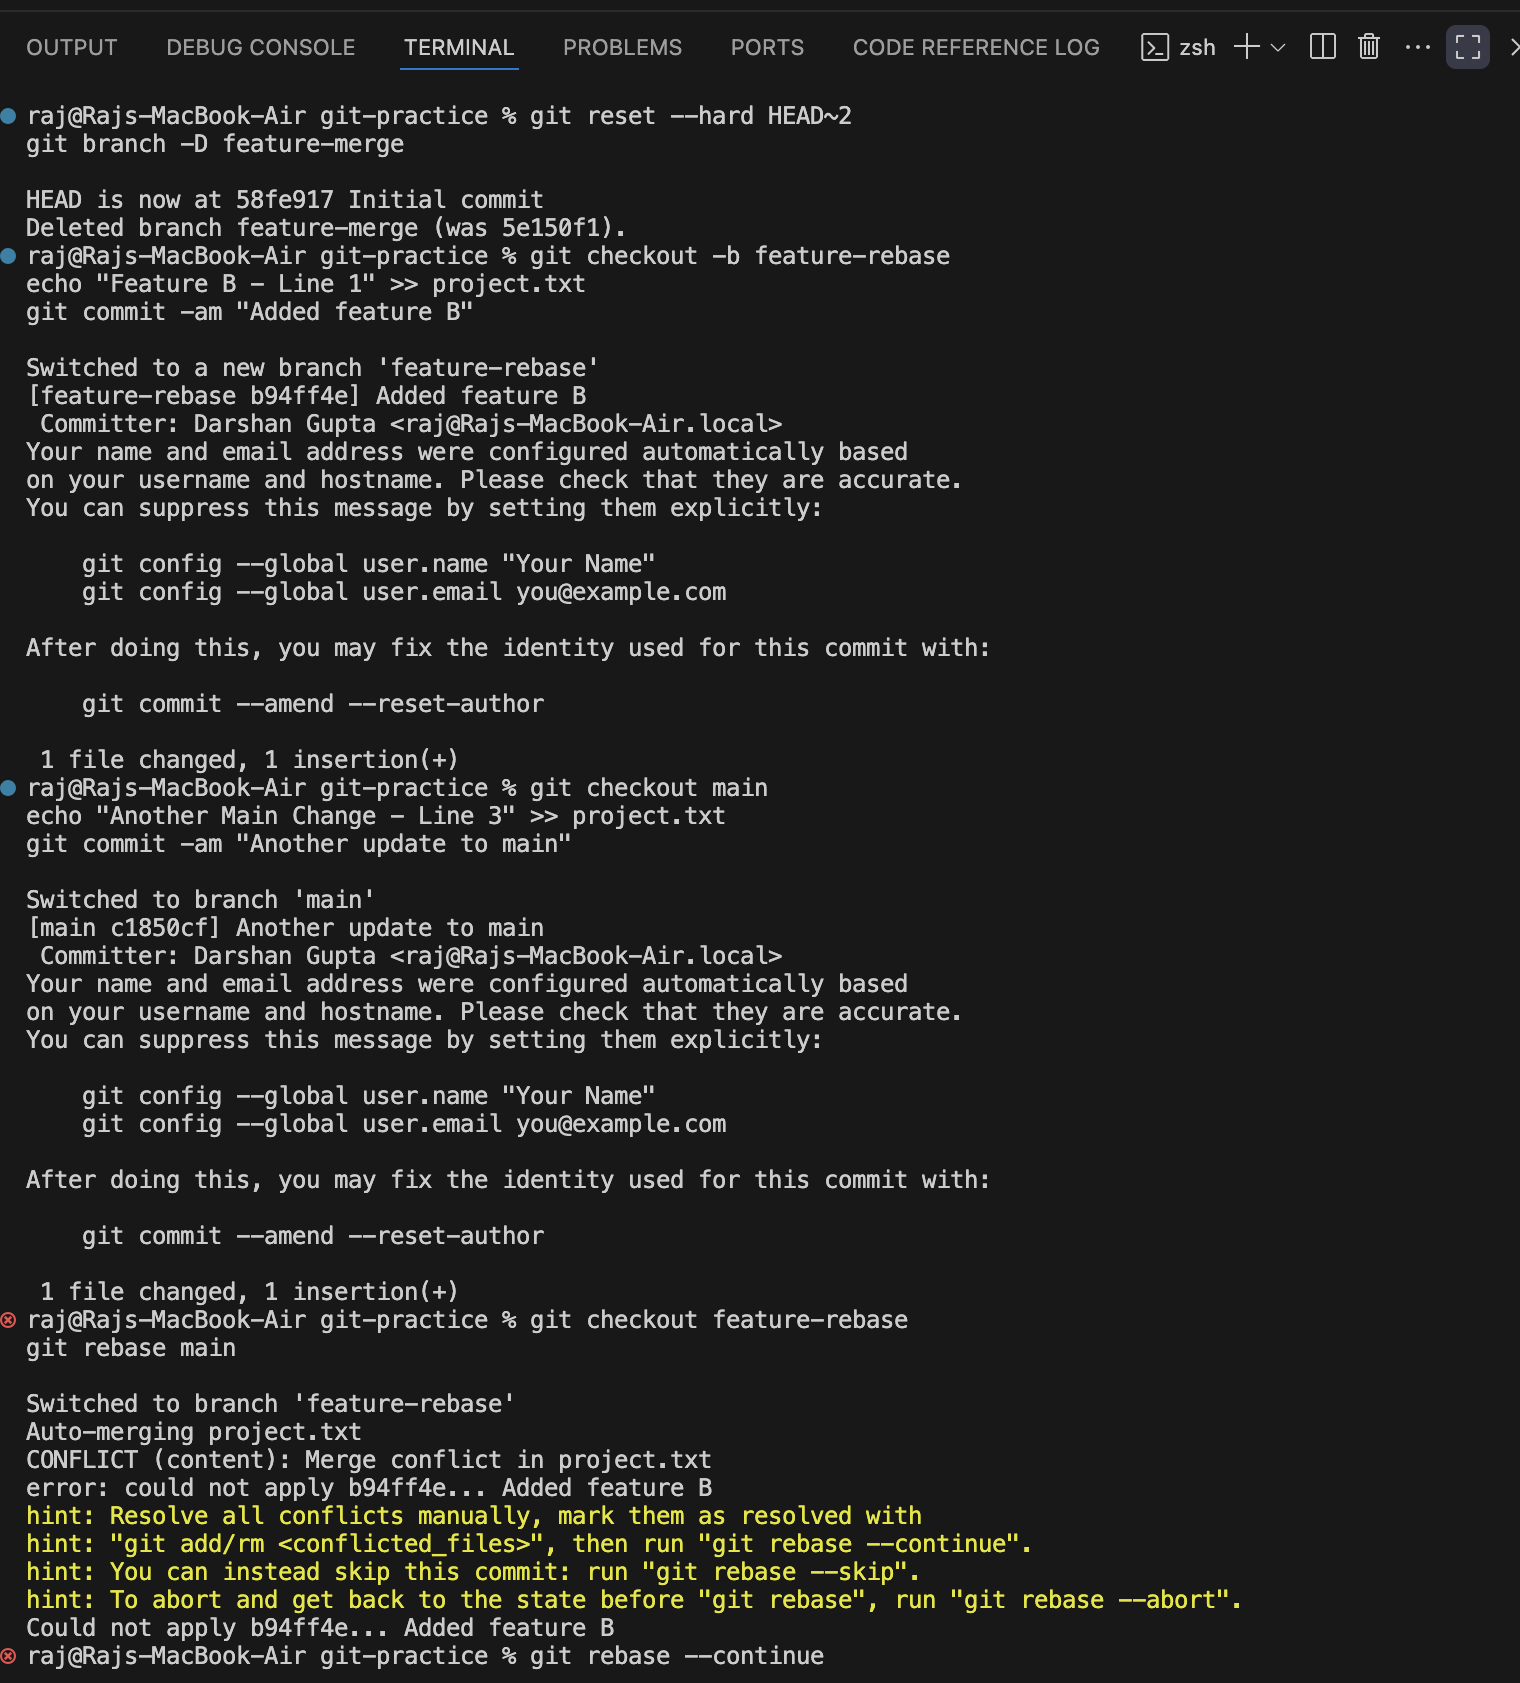 OUTPUT DEBUG CONSOLE TERMINAL PROBLEMS PORTS CODE REFERENCE LOG zsh
raj@Rajs-MacBook-Air git-practice % git reset --hard HEAD~2
git branch -D feature-merge
HEAD is now at 58fe917 Initial commit
Deleted branch feature-merge (was 5e150f1).
raj@Rajs-MacBook-Air git-practice % git checkout -b feature-rebase
echo "Feature B - Line 1" >> project.txt
git commit -am "Added feature B"
Switched to a new branch 'feature-rebase'
[feature-rebase b94ff4e] Added feature B
Committer: Darshan Gupta <raj@Rajs-MacBook-Air.local>
Your name and email address were configured automatically based
on your username and hostname. Please check that they are accurate.
You can suppress this message by setting them explicitly:
git config --global user.name "Your Name"
git config --global user.email you@example.com
After doing this, you may fix the identity used for this commit with:
git commit --amend --reset-author
1 file changed, 1 insertion(+)
raj@Rajs-MacBook-Air git-practice % git checkout main
echo "Another Main Change - Line 3" >> project.txt
git commit -am "Another update to main"
Switched to branch 'main'
[main c1850cf] Another update to main
Committer: Darshan Gupta <raj@Rajs-MacBook-Air.local>
Your name and email address were configured automatically based
on your username and hostname. Please check that they are accurate.
You can suppress this message by setting them explicitly:
git config --global user.name "Your Name"
git config --global user.email you@example.com
After doing this, you may fix the identity used for this commit with:
git commit --amend --reset-author
1 file changed, 1 insertion(+)
raj@Rajs-MacBook-Air git-practice % git checkout feature-rebase
git rebase main
Switched to branch 'feature-rebase'
Auto-merging project.txt
CONFLICT (content): Merge conflict in project.txt
error: could not apply b94ff4e... Added feature B
hint: Resolve all conflicts manually, mark them as resolved with
hint: "git add/rm <conflicted_files>", then run "git rebase --continue".
hint: You can instead skip this commit: run "git rebase --skip".
hint: To abort and get back to the state before "git rebase", run "git rebase --abort".
Could not apply b94ff4e... Added feature B
raj@Rajs-MacBook-Air git-practice % git rebase --continue